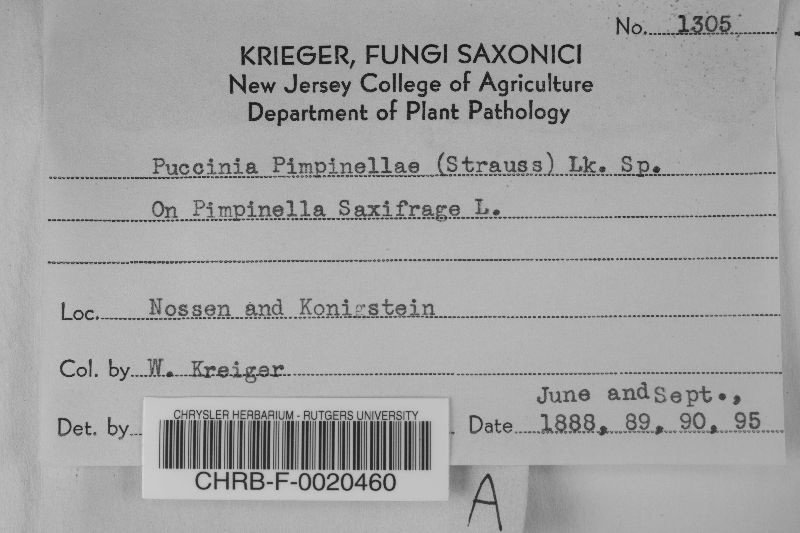 No. 1305
KRIEGER, FUNGI SAXONICI
New Jersey College of Agriculture
Department of Plant Pathology
Puccinia Pimpinellae (Strauss) Lk. Sp.
On Pimpinella Saxifrage L.
Loc. Nossen and Konigstein
Col. by W. Kreiger
June and Sept.,
Det. by Date 1888, 89, 90, 95
CHRYSLER HERBARIUM - RUTGERS UNIVERSITY
CHRB-F-0020460
A